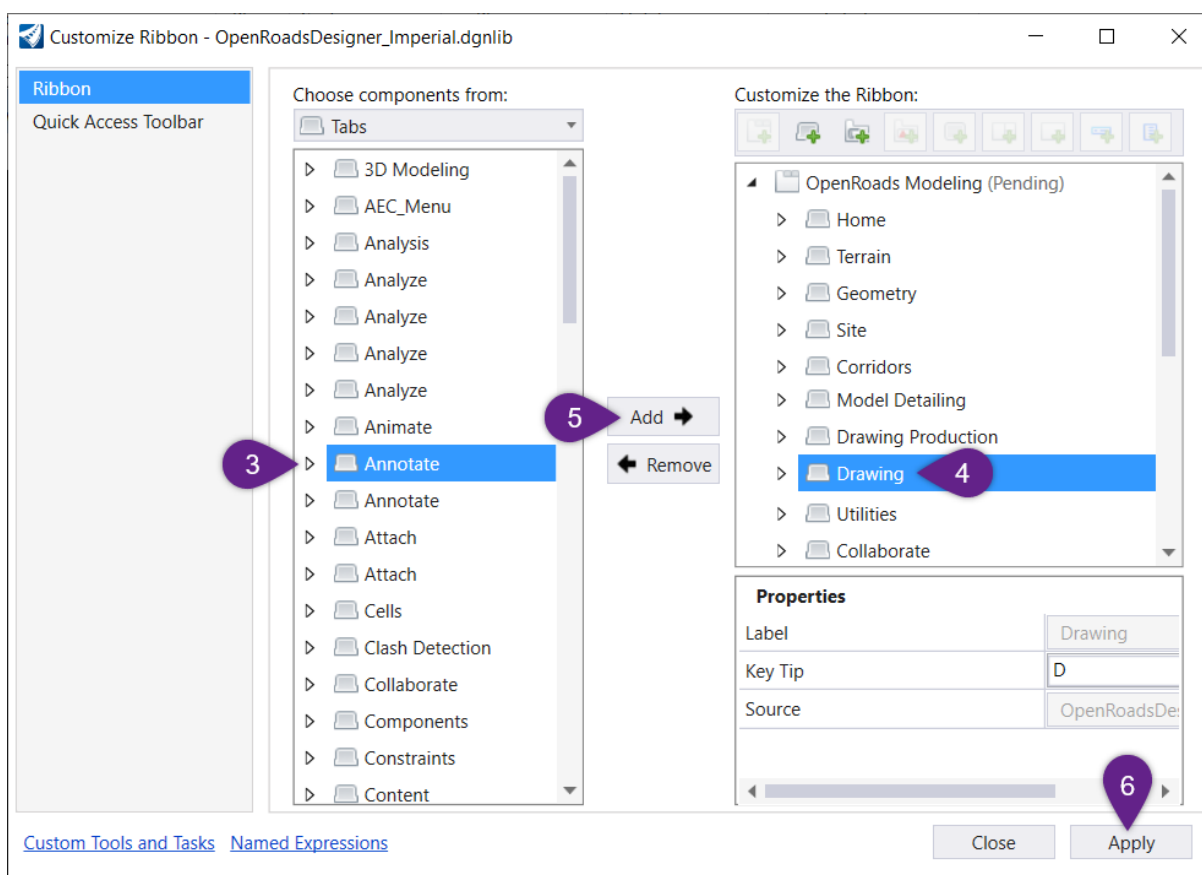 Customize Ribbon - OpenRoadsDesigner_Imperial.dgnlib
Ribbon
Quick Access Toolbar
Choose components from:
Tabs
3D Modeling
AEC_Menu
Analysis
Analyze
Analyze
Analyze
Analyze
Animate
3
Annotate
Annotate
Attach
Attach
Cells
Clash Detection
Collaborate
Components
Constraints
Content
5
Add
Remove
Customize the Ribbon:
OpenRoads Modeling (Pending)
Home
Terrain
Geometry
Site
Corridors
Model Detailing
Drawing Production
Drawing
4
Utilities
Collaborate
Properties
Label Drawing
Key Tip D
Source OpenRoadsDes
6
Custom Tools and Tasks Named Expressions
Close Apply